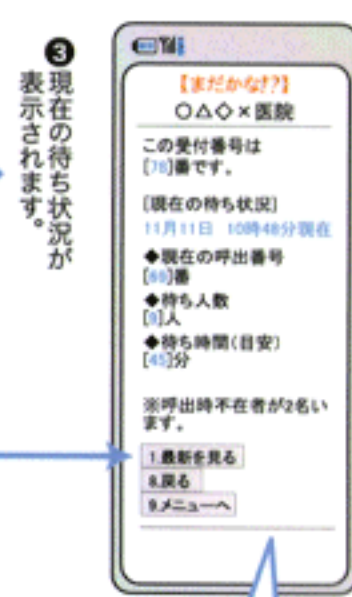 ❸現在の待ち状況が
表示されます。
【まだかな!?】
○△◇×医院
この受付番号は
[78]番です。
[現在の待ち状況]
11月11日 10時48分現在
◆現在の呼出番号
[69]番
◆待ち人数
[9]人
◆待ち時間(目安)
[45]分
※呼出時不在者が2名い
ます。
1.最新を見る
8.戻る
9.メニューへ